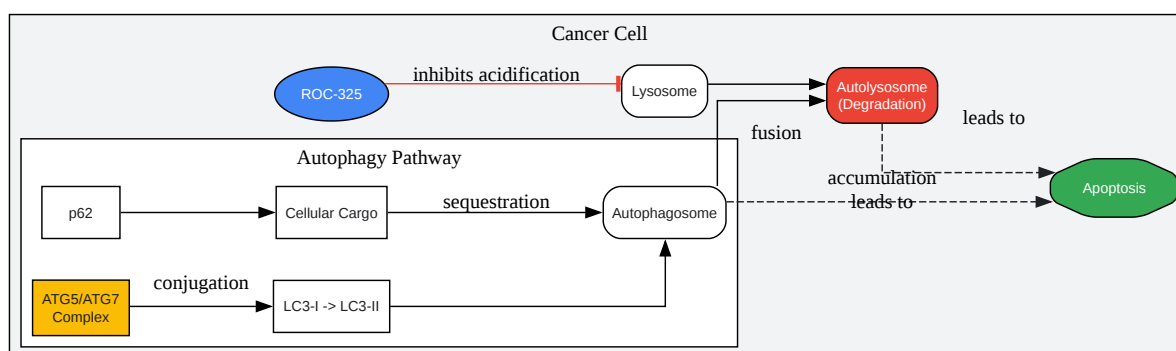 Cancer Cell
inhibits acidification
ROC-325
Lysosome
Autolysosome
(Degradation)
leads to
fusion
Autophagy Pathway
accumulation
leads to
Apoptosis
p62
Cellular Cargo
sequestration
Autophagosome
conjugation
ATG5/ATG7
Complex
LC3-I -> LC3-II